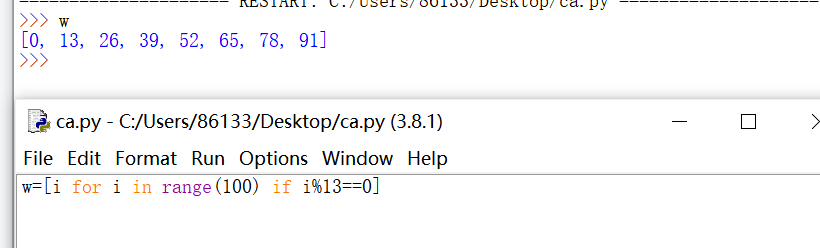 RESTART: C:/Users/86133/Desktop/ca.py
>>> w
[0, 13, 26, 39, 52, 65, 78, 91]
>>>
ca.py - C:/Users/86133/Desktop/ca.py (3.8.1)
File Edit Format Run Options Window Help
w=[i for i in range(100) if i%13==0]